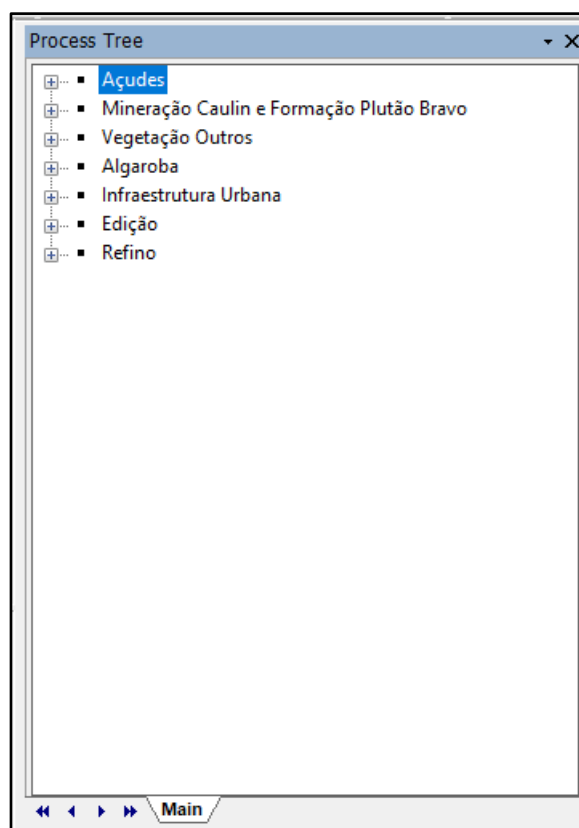 Process Tree
Açudes
Mineração Caulin e Formação Plutão Bravo
Vegetação Outros
Algaroba
Infraestrutura Urbana
Edição
Refino
Main